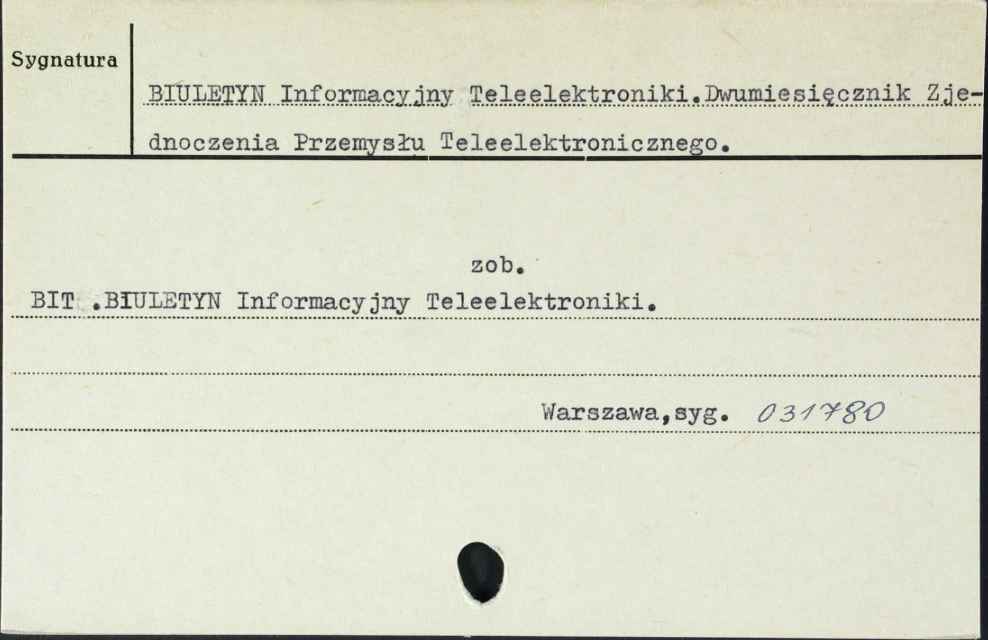 Sygnatura
BIULETYN Informacyjny Teleelektroniki.Dwumiesięcznik Zje-
dnoczenia Przemysłu Teleelektronicznego.
zob.
BIT .BIULETYN Informacyjny Teleelektroniki.
Warszawa,syg. 031780